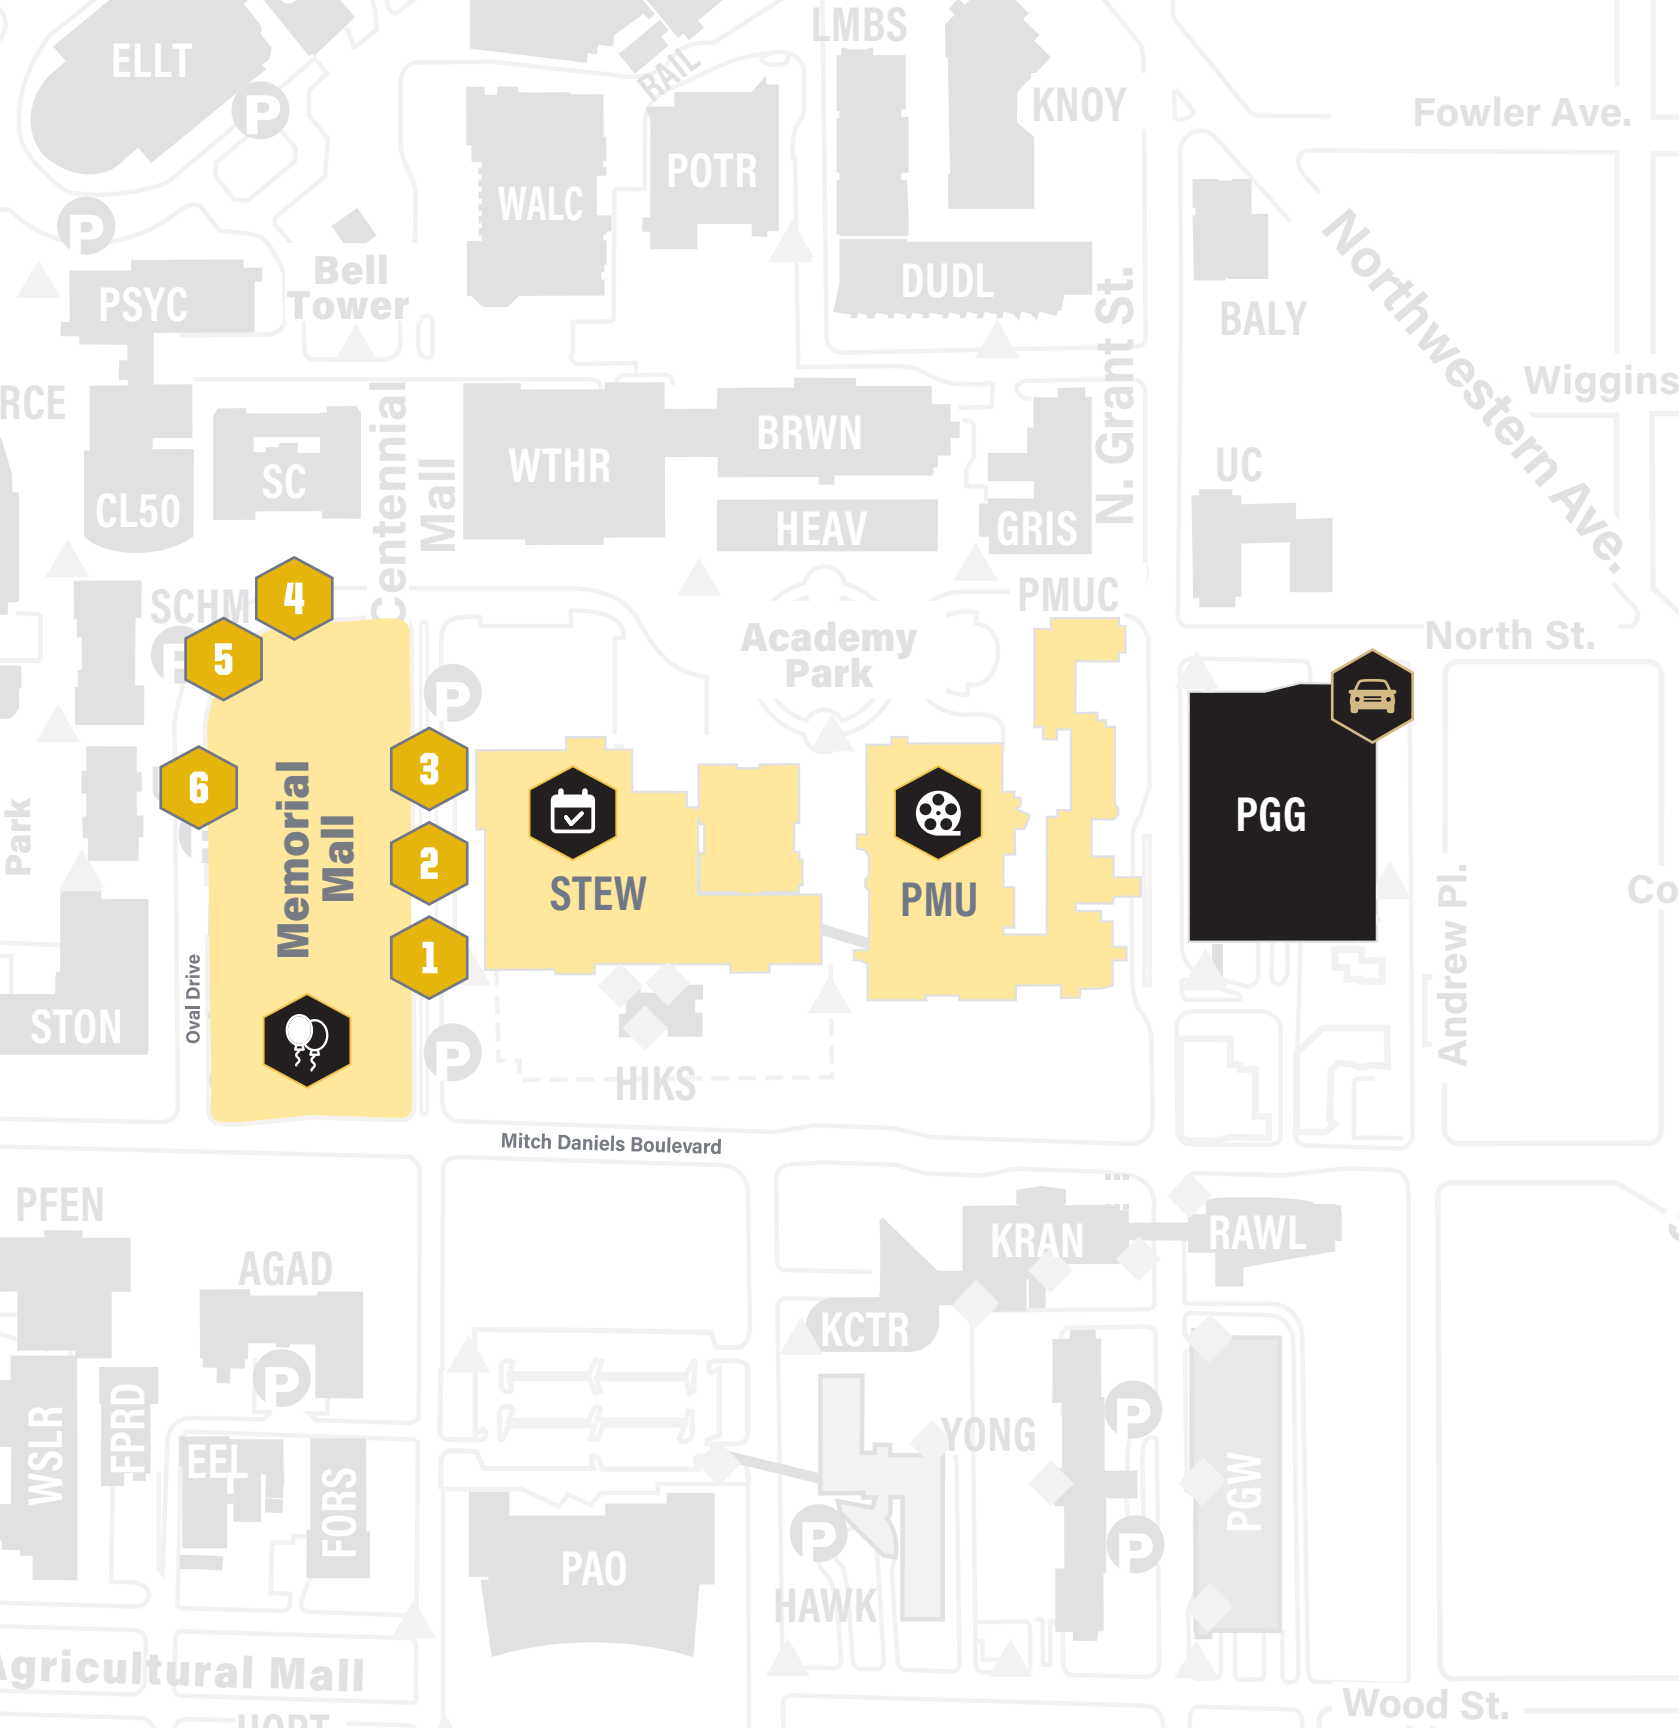 LMBS
ELLT
RAIL
KNOY
Fowler Ave.
P
POTR
WALC
P
Bell
Tower
PSYC
DUDL
BALY
Northwestern Ave.
N. Grant St.
Wiggins
RCE
Centennial
Mall
BRWN
WTHR
SC
UC
CL50
HEAV
GRIS
SCHM
4
PMUC
Academy
Park
North St.
5
P
P
3
6
Memorial
Mall
PGG
Park
2
STEW
PMU
Co
1
Andrew Pl.
Oval Drive
STON
P
HIKS
Mitch Daniels Boulevard
PFEN
KRAN
RAWL
AGAD
KCTR
P
P
YONG
WSLR
FPRD
EEL
FORS
PGW
P
P
PAO
HAWK
Agricultural Mall
Wood St.
HORT